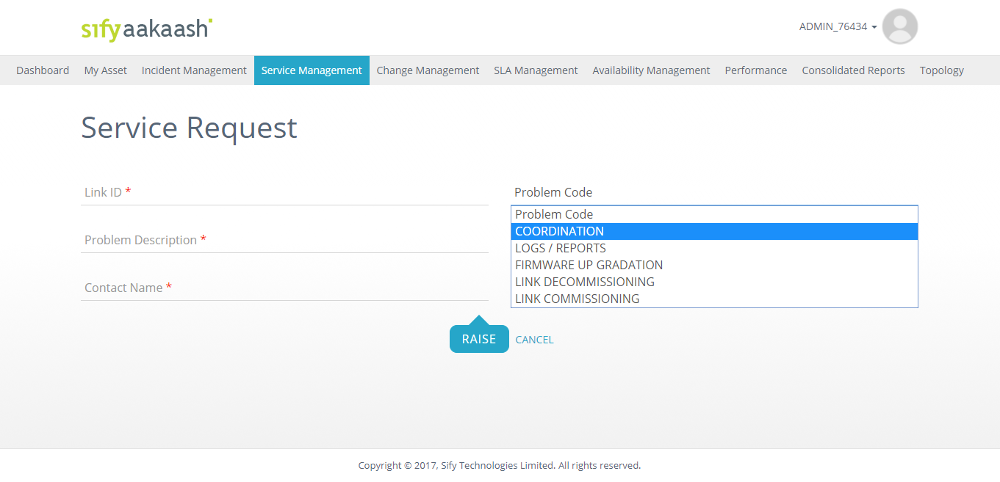 sify aakaash
ADMIN_76434
Dashboard My Asset Incident Management Service Management Change Management SLA Management Availability Management Performance Consolidated Reports Topology
Service Request
Link ID *
Problem Code
Problem Code
COORDINATION
LOGS / REPORTS
FIRMWARE UP GRADATION
LINK DECOMMISSIONING
LINK COMMISSIONING
Problem Description *
Contact Name *
RAISE CANCEL
Copyright © 2017, Sify Technologies Limited. All rights reserved.